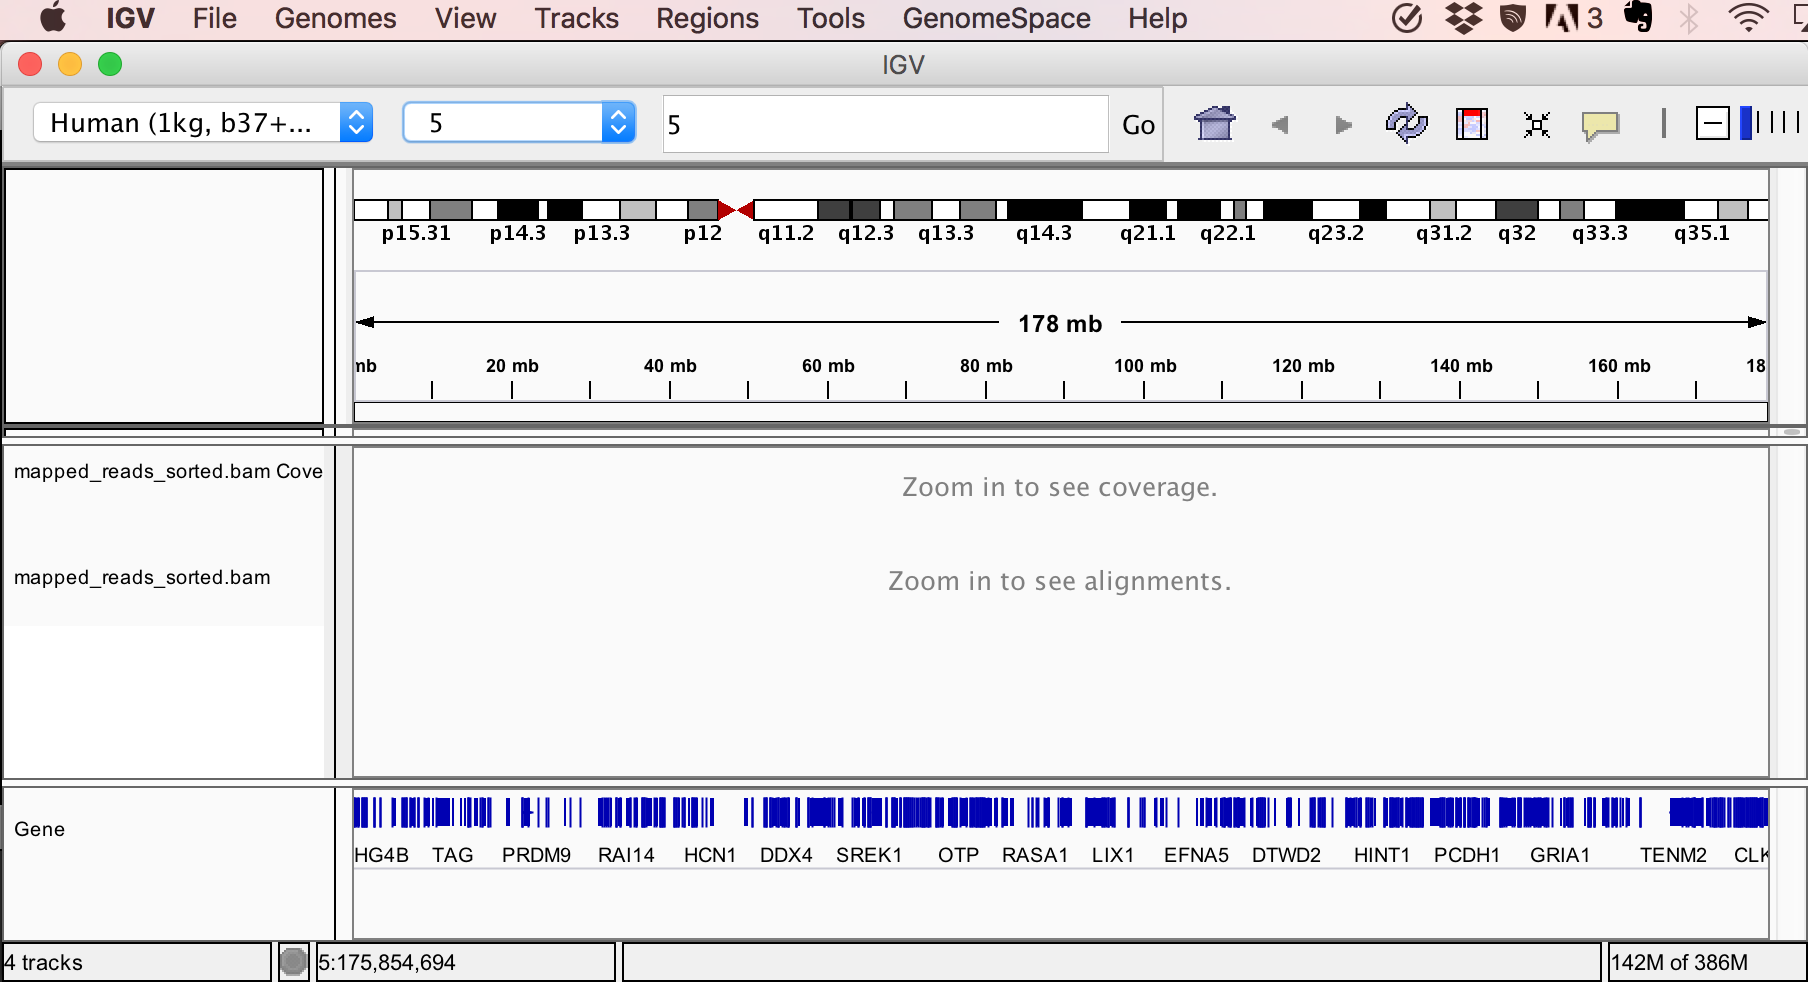 IGV File Genomes View Tracks Regions Tools GenomeSpace Help 3
IGV
Human (1kg, b37+... 5 5 Go
p15.31 p14.3 p13.3 p12 q11.2 q12.3 q13.3 q14.3 q21.1 q22.1 q23.2 q31.2 q32 q33.3 q35.1
178 mb
mb 20 mb 40 mb 60 mb 80 mb 100 mb 120 mb 140 mb 160 mb 18
mapped_reads_sorted.bam Cove
Zoom in to see coverage.
mapped_reads_sorted.bam
Zoom in to see alignments.
Gene
HG4B TAG PRDM9 RAI14 HCN1 DDX4 SREK1 OTP RASA1 LIX1 EFNA5 DTWD2 HINT1 PCDH1 GRIA1 TENM2 CLK
4 tracks 5:175,854,694 142M of 386M